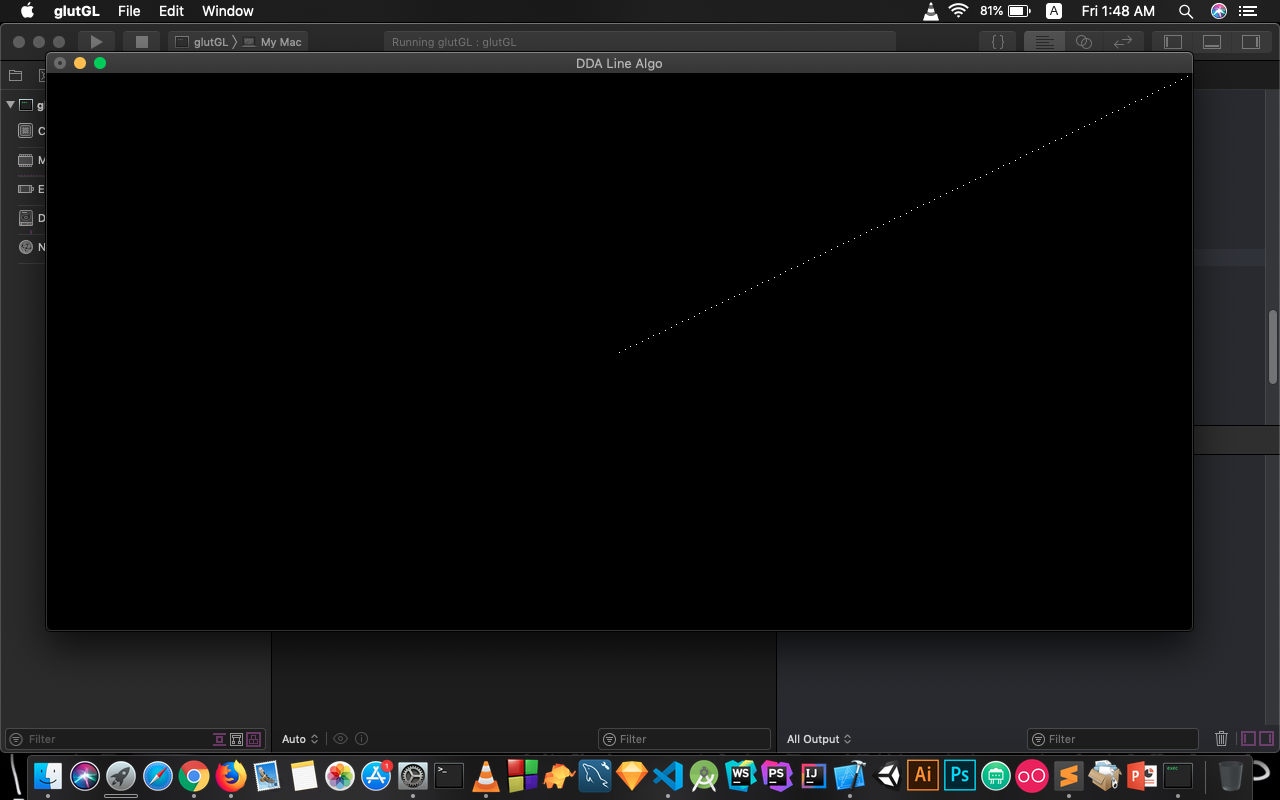 glutGL File Edit Window 81% A Fri 1:48 AM
glutGL My Mac Running glutGL : glutGL {}
DDA Line Algo
gl
C
M
E
D
N
Filter Auto Filter All Output Filter
1 >_ WS PS IJ Ai Ps exec